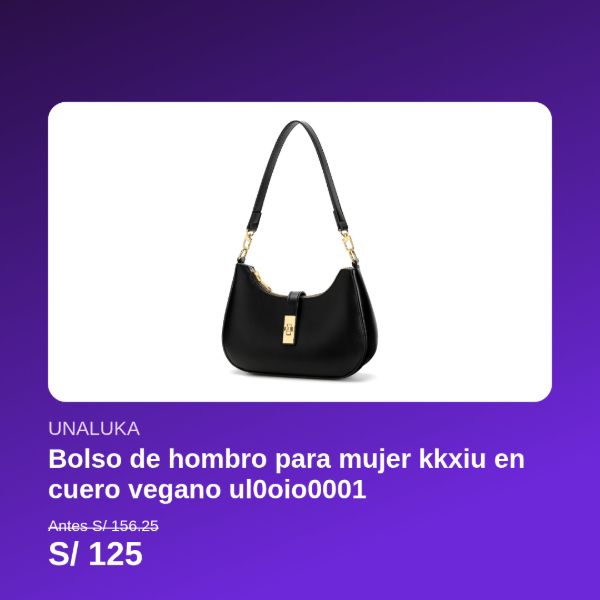 UNALUKA
Bolso de hombro para mujer kkxiu en
cuero vegano ul0oio0001
Antes S/ 156.25
S/ 125